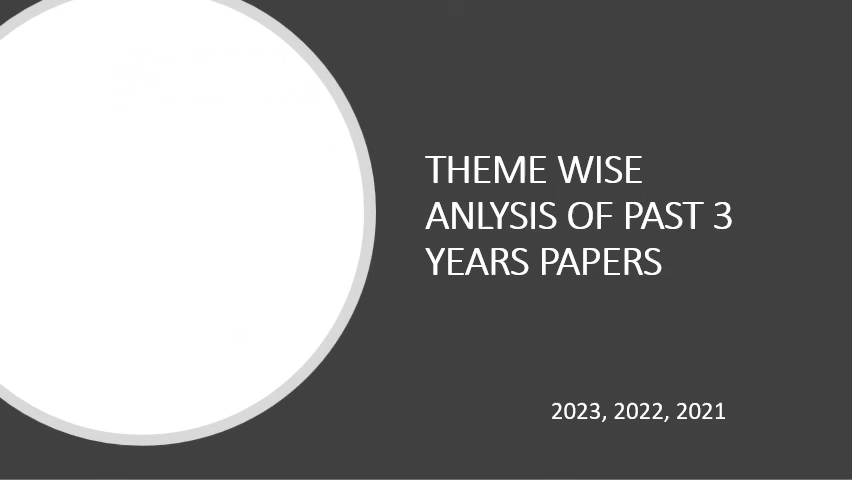 THEME WISE
ANLYSIS OF PAST 3
YEARS PAPERS
2023, 2022, 2021